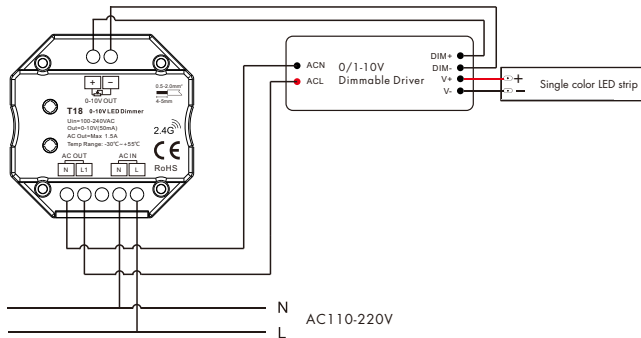 + −
0-10V OUT
0.5-2.0mm²
4-5mm
T18 0-10V LED Dimmer
Uin=100-240VAC
Out=0-10V(50mA)
AC Out=Max 1.5A
Temp Range: -30℃~+55℃
2.4G
CE
RoHS
AC OUT AC IN
N L1 N L
ACN
ACL
0/1-10V
Dimmable Driver
DIM+
DIM-
V+
V-
+
−
Single color LED strip
N
L
AC110-220V